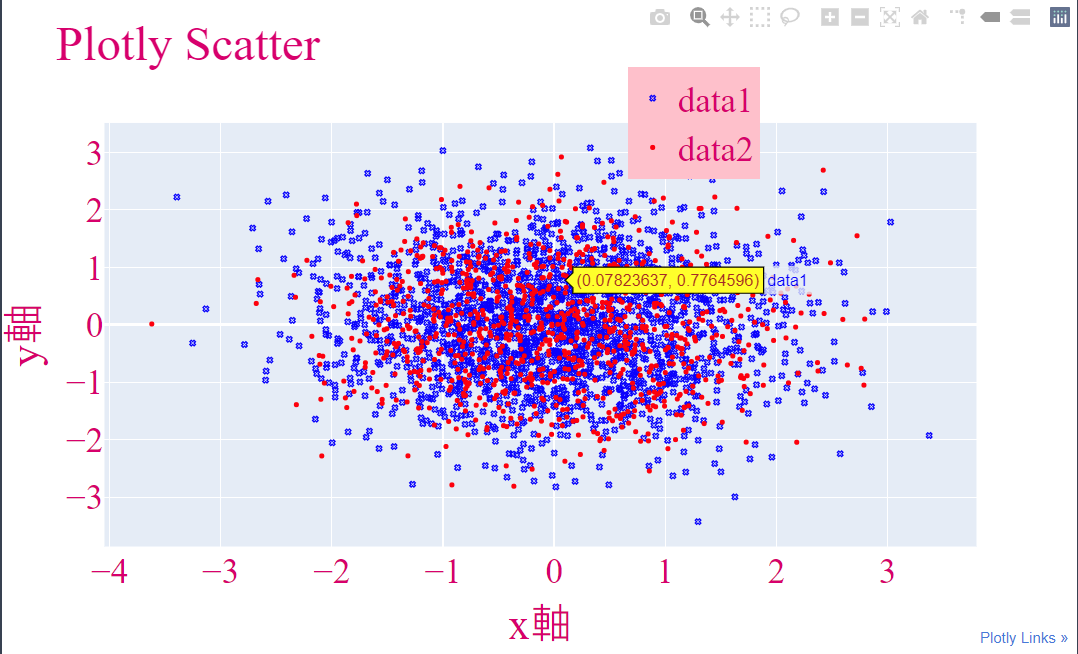 Plotly Scatter
data1
data2
3
2
1
0
−1
−2
−3
(0.07823637, 0.7764596) data1
y軸
−4 −3 −2 −1 0 1 2 3
x軸
Plotly Links »